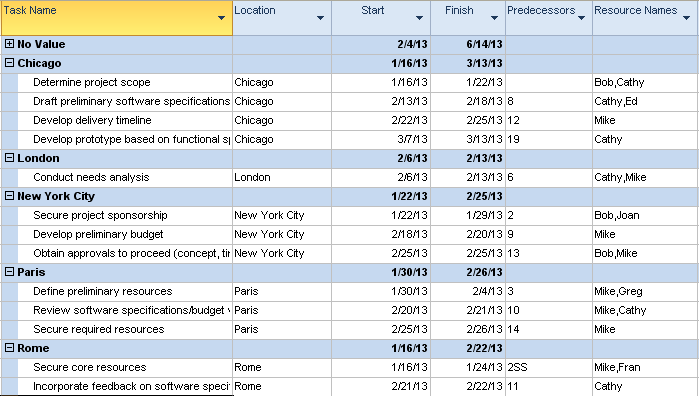 Task Name Location Start Finish Predecessors Resource Names
No Value 2/4/13 6/14/13
Chicago 1/16/13 3/13/13
Determine project scope Chicago 1/16/13 1/22/13 Bob,Cathy
Draft preliminary software specifications Chicago 2/13/13 2/18/13 8 Cathy,Ed
Develop delivery timeline Chicago 2/22/13 2/25/13 12 Mike
Develop prototype based on functional sp Chicago 3/7/13 3/13/13 19 Cathy
London 2/6/13 2/13/13
Conduct needs analysis London 2/6/13 2/13/13 6 Cathy,Mike
New York City 1/22/13 2/25/13
Secure project sponsorship New York City 1/22/13 1/29/13 2 Bob,Joan
Develop preliminary budget New York City 2/18/13 2/20/13 9 Mike
Obtain approvals to proceed (concept, tim New York City 2/25/13 2/25/13 13 Bob,Mike
Paris 1/30/13 2/26/13
Define preliminary resources Paris 1/30/13 2/4/13 3 Mike,Greg
Review software specifications/budget w Paris 2/20/13 2/21/13 10 Mike,Cathy
Secure required resources Paris 2/25/13 2/26/13 14 Mike
Rome 1/16/13 2/22/13
Secure core resources Rome 1/16/13 1/24/13 2SS Mike,Fran
Incorporate feedback on software speci Rome 2/21/13 2/22/13 11 Cathy